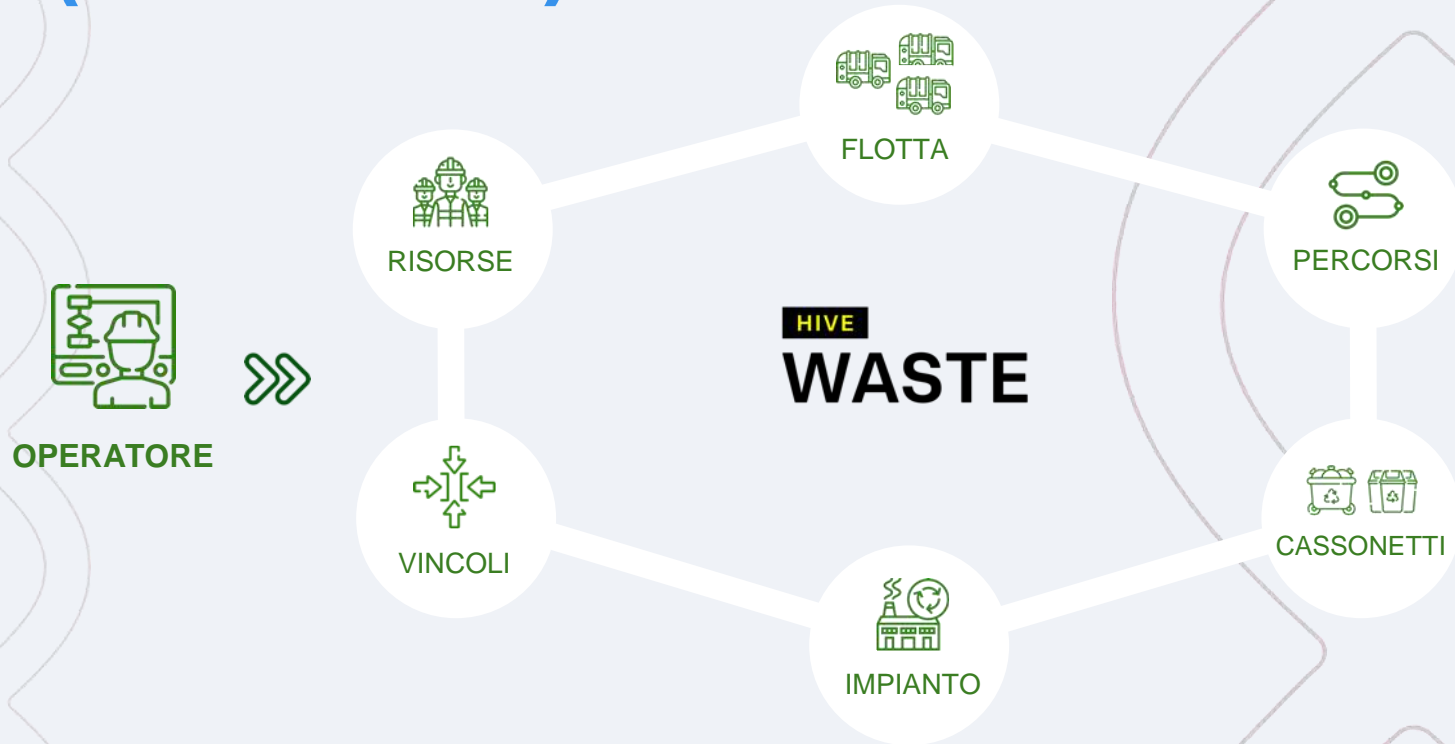 FLOTTA
RISORSE
PERCORSI
HIVE
WASTE
OPERATORE
VINCOLI
CASSONETTI
IMPIANTO